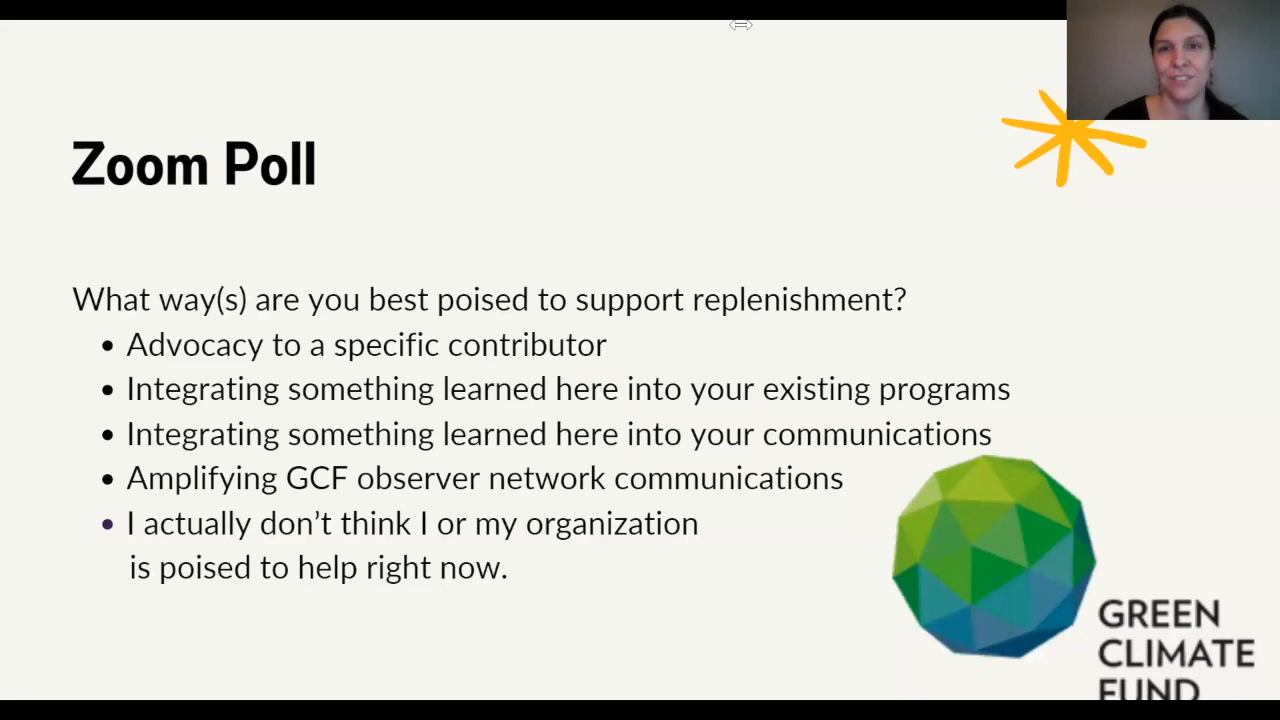 Zoom Poll
What way(s) are you best poised to support replenishment?
• Advocacy to a specific contributor
• Integrating something learned here into your existing programs
• Integrating something learned here into your communications
• Amplifying GCF observer network communications
• I actually don’t think I or my organization
is poised to help right now.
GREEN
CLIMATE
FUND